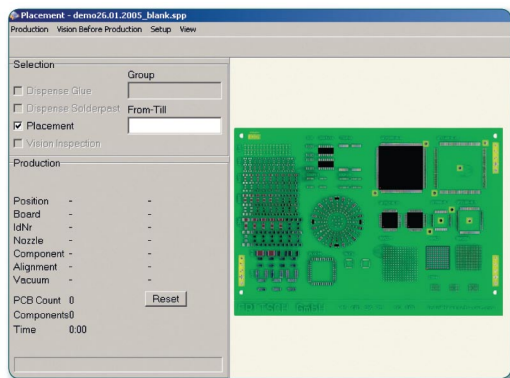 Placement - demo26.01.2005_blank.spp
Production Vision Before Production Setup View
Selection
Group
Dispense Glue
Dispense Solderpast From-Till
Placement
Vision Inspection
Production
Position - -
Board - -
IdNr - -
Nozzle - -
Component - -
Alignment - -
Vacuum - -
PCB Count 0 Reset
Components0
Time 0:00